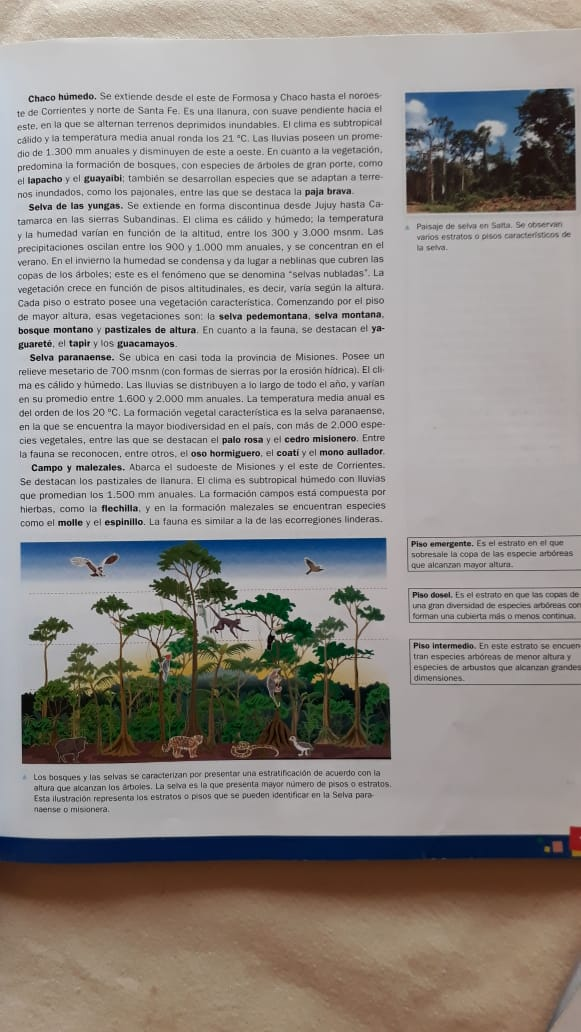 Chaco húmedo. Se extiende desde el este de Formosa y Chaco hasta el noroes-
te de Corrientes y norte de Santa Fe. Es una llanura, con suave pendiente hacia el
este, en la que se alternan terrenos deprimidos inundables. El clima es subtropical
cálido y la temperatura media anual ronda los 21 °C. Las lluvias poseen un prome-
dio de 1.300 mm anuales y disminuyen de este a oeste. En cuanto a la vegetación,
predomina la formación de bosques, con especies de árboles de gran porte, como
el lapacho y el guayaibí; también se desarrollan especies que se adaptan a terre-
nos inundados, como los pajonales, entre las que se destaca la paja brava.
Selva de las yungas. Se extiende en forma discontinua desde Jujuy hasta Ca-
tamarca en las sierras Subandinas. El clima es cálido y húmedo; la temperatura
y la humedad varían en función de la altitud, entre los 300 y 3.000 msnm. Las
precipitaciones oscilan entre los 900 y 1.000 mm anuales, y se concentran en el
verano. En el invierno la humedad se condensa y da lugar a neblinas que cubren las
copas de los árboles; este es el fenómeno que se denomina “selvas nubladas”. La
vegetación crece en función de pisos altitudinales, es decir, varía según la altura.
Cada piso o estrato posee una vegetación característica. Comenzando por el piso
de mayor altura, esas vegetaciones son: la selva pedemontana, selva montana,
bosque montano y pastizales de altura. En cuanto a la fauna, se destacan el ya-
guareté, el tapir y los guacamayos.
Selva paranaense. Se ubica en casi toda la provincia de Misiones. Posee un
relieve mesetario de 700 msnm (con formas de sierras por la erosión hídrica). El cli-
ma es cálido y húmedo. Las lluvias se distribuyen a lo largo de todo el año, y varían
en su promedio entre 1.600 y 2.000 mm anuales. La temperatura media anual es
del orden de los 20 °C. La formación vegetal característica es la selva paranaense,
en la que se encuentra la mayor biodiversidad en el país, con más de 2.000 espe-
cies vegetales, entre las que se destacan el palo rosa y el cedro misionero. Entre
la fauna se reconocen, entre otros, el oso hormiguero, el coatí y el mono aullador.
Campo y malezales. Abarca el sudoeste de Misiones y el este de Corrientes.
Se destacan los pastizales de llanura. El clima es subtropical húmedo con lluvias
que promedian los 1.500 mm anuales. La formación campos está compuesta por
hierbas, como la flechilla, y en la formación malezales se encuentran especies
como el molle y el espinillo. La fauna es similar a la de las ecorregiones linderas.
Paisaje de selva en Salta. Se observan
varios estratos o pisos característicos de
la selva.
Piso emergente. Es el estrato en el que
sobresale la copa de las especie arbóreas
que alcanzan mayor altura.
Piso dosel. Es el estrato en que las copas de
una gran diversidad de especies arbóreas con
forman una cubierta más o menos continua.
Piso intermedio. En este estrato se encuen
tran especies arbóreas de menor altura y
especies de arbustos que alcanzan grandes
dimensiones.
Los bosques y las selvas se caracterizan por presentar una estratificación de acuerdo con la
altura que alcanzan los árboles. La selva es la que presenta mayor número de pisos o estratos.
Esta ilustración representa los estratos o pisos que se pueden identificar en la Selva para-
naense o misionera.